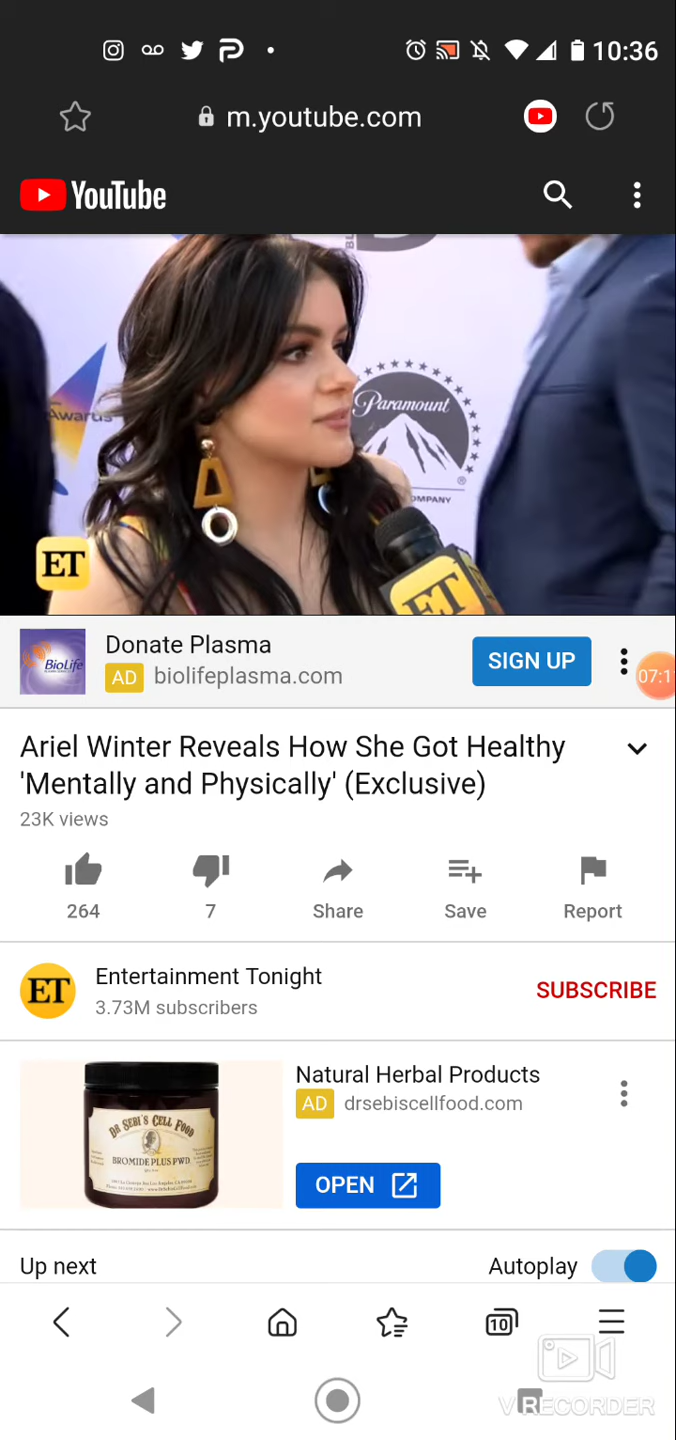 10:36
m.youtube.com
YouTube
Awards
Paramount
®
OMPANY
ET
ET
Donate Plasma
BioLife
AD biolifeplasma.com
SIGN UP
07:1
Ariel Winter Reveals How She Got Healthy
'Mentally and Physically' (Exclusive)
23K views
264
7
Share
Save
Report
ET
Entertainment Tonight
3.73M subscribers
SUBSCRIBE
DR SEBI'S CELL FOOD
BROMIDE PLUS PWD
Natural Herbal Products
AD drsebiscellfood.com
OPEN
Up next
Autoplay
10
VRECORDER